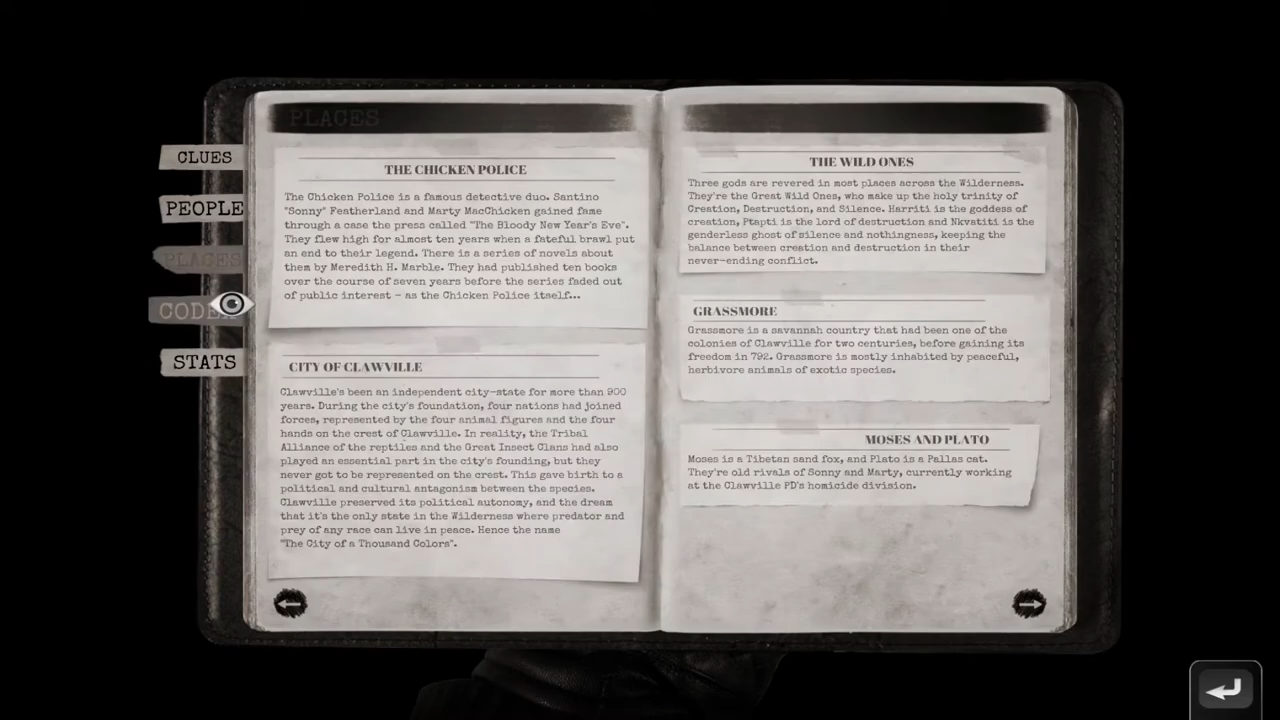 PLACES
CLUES
PEOPLE
PLACES
CODEX
STATS
THE CHICKEN POLICE
The Chicken Police is a famous detective duo. Santino
"Sonny" Featherland and Marty MacChicken gained fame
through a case the press called "The Bloody New Year's Eve".
They flew high for almost ten years when a fateful brawl put
an end to their legend. There is a series of novels about
them by Meredith H. Marble. They had published ten books
over the course of seven years before the series faded out
of public interest - as the Chicken Police itself...
CITY OF CLAWVILLE
Clawville's been an independent city-state for more than 900
years. During the city's foundation, four nations had joined
forces, represented by the four animal figures and the four
hands on the crest of Clawville. In reality, the Tribal
Alliance of the reptiles and the Great Insect Clans had also
played an essential part in the city's founding, but they
never got to be represented on the crest. This gave birth to a
political and cultural antagonism between the species.
Clawville preserved its political autonomy, and the dream
that it's the only state in the Wilderness where predator and
prey of any race can live in peace. Hence the name
"The City of a Thousand Colors".
THE WILD ONES
Three gods are revered in most places across the Wilderness.
They're the Great Wild Ones, who make up the holy trinity of
Creation, Destruction, and Silence. Harriti is the goddess of
creation, Ptapti is the lord of destruction and Nkvatiti is the
genderless ghost of silence and nothingness, keeping the
balance between creation and destruction in their
never-ending conflict.
GRASSMORE
Grassmore is a savannah country that had been one of the
colonies of Clawville for two centuries, before gaining its
freedom in 792. Grassmore is mostly inhabited by peaceful,
herbivore animals of exotic species.
MOSES AND PLATO
Moses is a Tibetan sand fox, and Plato is a Pallas cat.
They're old rivals of Sonny and Marty, currently working
at the Clawville PD's homicide division.